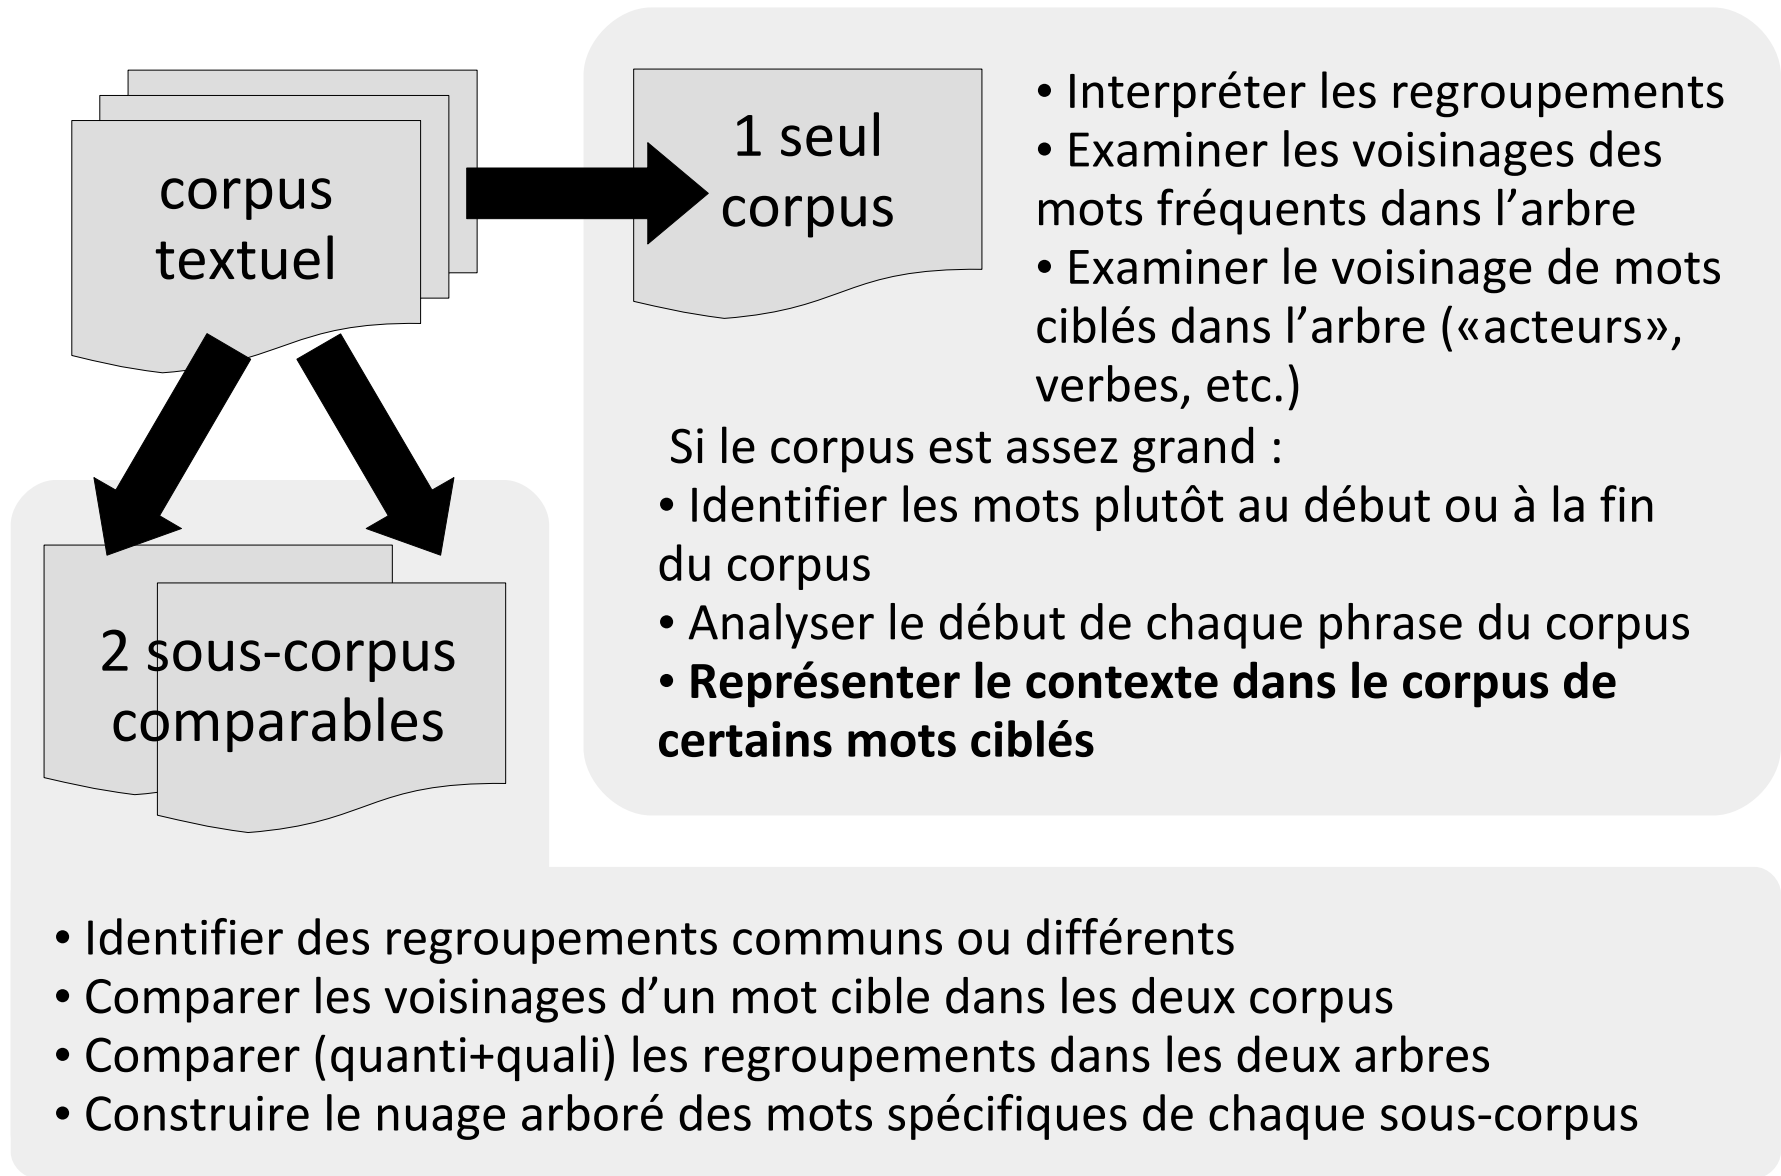 corpus
textuel
1 seul
corpus
• Interpréter les regroupements
• Examiner les voisinages des
mots fréquents dans l’arbre
• Examiner le voisinage de mots
ciblés dans l’arbre («acteurs»,
verbes, etc.)
Si le corpus est assez grand :
• Identifier les mots plutôt au début ou à la fin
du corpus
• Analyser le début de chaque phrase du corpus
• Représenter le contexte dans le corpus de
certains mots ciblés
2 sous-corpus
comparables
• Identifier des regroupements communs ou différents
• Comparer les voisinages d’un mot cible dans les deux corpus
• Comparer (quanti+quali) les regroupements dans les deux arbres
• Construire le nuage arboré des mots spécifiques de chaque sous-corpus